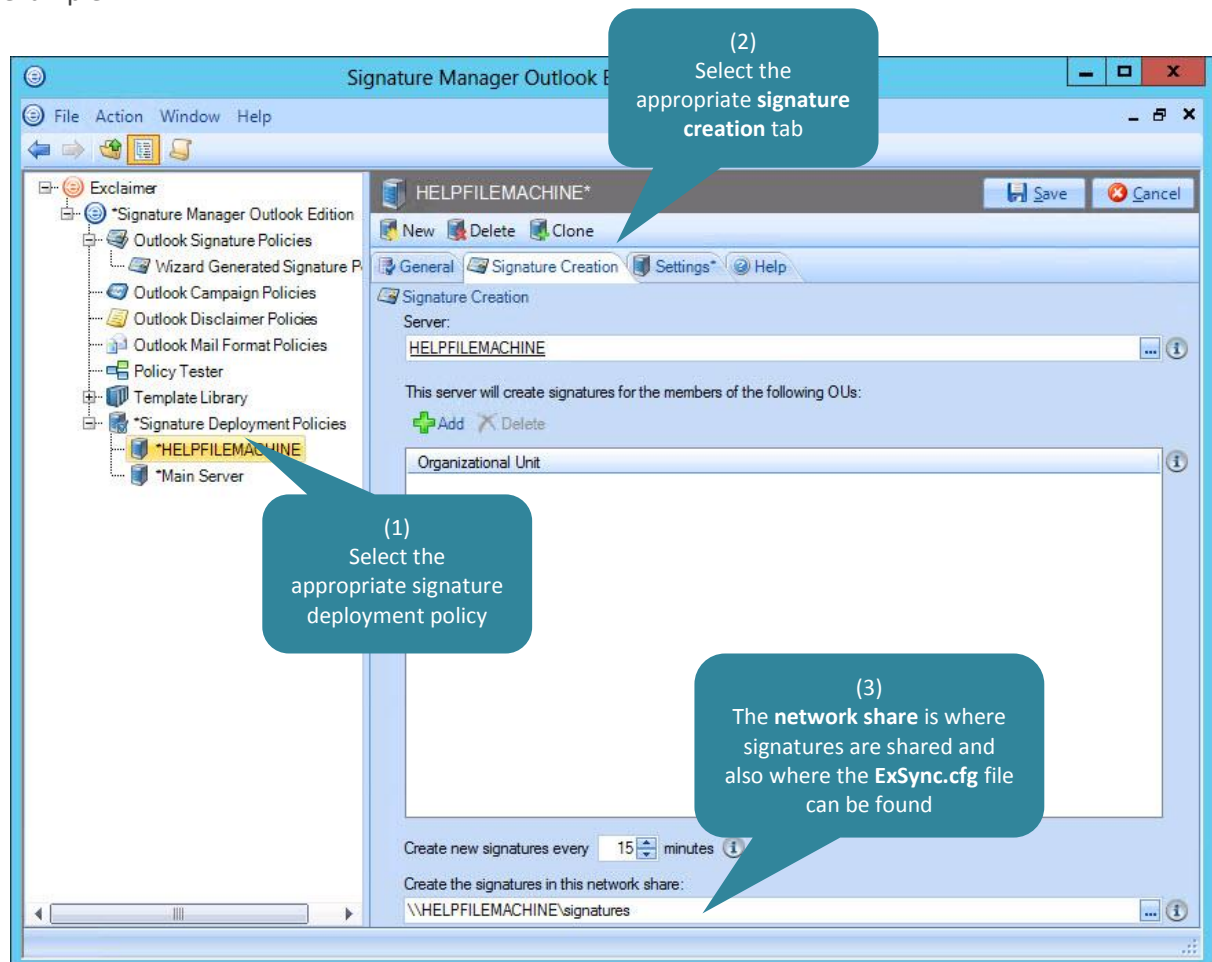 (2)
Select the
appropriate signature
creation tab
Signature Manager Outlook
File Action Window Help
Exclaimer
*Signature Manager Outlook Edition
Outlook Signature Policies
Wizard Generated Signature P
Outlook Campaign Policies
Outlook Disclaimer Policies
Outlook Mail Format Policies
Policy Tester
Template Library
*Signature Deployment Policies
*HELPFILEMACHINE
*Main Server
HELPFILEMACHINE*
Save Cancel
New Delete Clone
General Signature Creation Settings* Help
Signature Creation
Server:
HELPFILEMACHINE
...
This server will create signatures for the members of the following OUs:
Add Delete
Organizational Unit
(1)
Select the
appropriate signature
deployment policy
(3)
The network share is where
signatures are shared and
also where the ExSync.cfg file
can be found
Create new signatures every 15 minutes
Create the signatures in this network share:
\\HELPFILEMACHINE\signatures
...